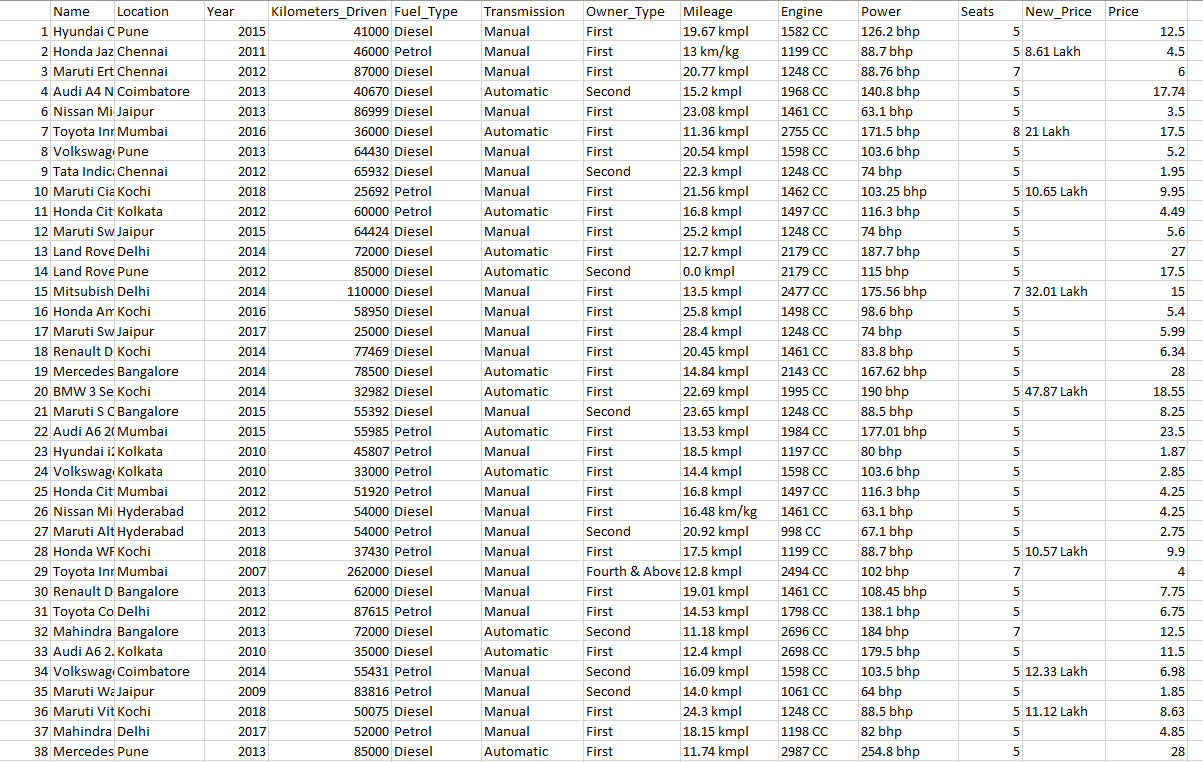 Name Location Year Kilometers_Driven Fuel_Type Transmission Owner_Type Mileage Engine Power Seats New_Price Price
1 Hyundai C Pune 2015 41000 Diesel Manual First 19.67 kmpl 1582 CC 126.2 bhp 5 12.5
2 Honda Jaz Chennai 2011 46000 Petrol Manual First 13 km/kg 1199 CC 88.7 bhp 5 8.61 Lakh 4.5
3 Maruti Ert Chennai 2012 87000 Diesel Manual First 20.77 kmpl 1248 CC 88.76 bhp 7 6
4 Audi A4 N Coimbatore 2013 40670 Diesel Automatic Second 15.2 kmpl 1968 CC 140.8 bhp 5 17.74
6 Nissan Mi Jaipur 2013 86999 Diesel Manual First 23.08 kmpl 1461 CC 63.1 bhp 5 3.5
7 Toyota Inn Mumbai 2016 36000 Diesel Automatic First 11.36 kmpl 2755 CC 171.5 bhp 8 21 Lakh 17.5
8 Volkswag Pune 2013 64430 Diesel Manual First 20.54 kmpl 1598 CC 103.6 bhp 5 5.2
9 Tata Indica Chennai 2012 65932 Diesel Manual Second 22.3 kmpl 1248 CC 74 bhp 5 1.95
10 Maruti Cia Kochi 2018 25692 Petrol Manual First 21.56 kmpl 1462 CC 103.25 bhp 5 10.65 Lakh 9.95
11 Honda Cit Kolkata 2012 60000 Petrol Automatic First 16.8 kmpl 1497 CC 116.3 bhp 5 4.49
12 Maruti Sw Jaipur 2015 64424 Diesel Manual First 25.2 kmpl 1248 CC 74 bhp 5 5.6
13 Land Rove Delhi 2014 72000 Diesel Automatic First 12.7 kmpl 2179 CC 187.7 bhp 5 27
14 Land Rove Pune 2012 85000 Diesel Automatic Second 0.0 kmpl 2179 CC 115 bhp 5 17.5
15 Mitsubish Delhi 2014 110000 Diesel Manual First 13.5 kmpl 2477 CC 175.56 bhp 7 32.01 Lakh 15
16 Honda Am Kochi 2016 58950 Diesel Manual First 25.8 kmpl 1498 CC 98.6 bhp 5 5.4
17 Maruti Sw Jaipur 2017 25000 Diesel Manual First 28.4 kmpl 1248 CC 74 bhp 5 5.99
18 Renault D Kochi 2014 77469 Diesel Manual First 20.45 kmpl 1461 CC 83.8 bhp 5 6.34
19 Mercedes Bangalore 2014 78500 Diesel Automatic First 14.84 kmpl 2143 CC 167.62 bhp 5 28
20 BMW 3 Se Kochi 2014 32982 Diesel Automatic First 22.69 kmpl 1995 CC 190 bhp 5 47.87 Lakh 18.55
21 Maruti S C Bangalore 2015 55392 Diesel Manual Second 23.65 kmpl 1248 CC 88.5 bhp 5 8.25
22 Audi A6 20 Mumbai 2015 55985 Petrol Automatic First 13.53 kmpl 1984 CC 177.01 bhp 5 23.5
23 Hyundai i2 Kolkata 2010 45807 Petrol Manual First 18.5 kmpl 1197 CC 80 bhp 5 1.87
24 Volkswag Kolkata 2010 33000 Petrol Automatic First 14.4 kmpl 1598 CC 103.6 bhp 5 2.85
25 Honda Cit Mumbai 2012 51920 Petrol Manual First 16.8 kmpl 1497 CC 116.3 bhp 5 4.25
26 Nissan Mi Hyderabad 2012 54000 Diesel Manual First 16.48 km/kg 1461 CC 63.1 bhp 5 4.25
27 Maruti Alt Hyderabad 2013 54000 Petrol Manual Second 20.92 kmpl 998 CC 67.1 bhp 5 2.75
28 Honda WR Kochi 2018 37430 Petrol Manual First 17.5 kmpl 1199 CC 88.7 bhp 5 10.57 Lakh 9.9
29 Toyota Inn Mumbai 2007 262000 Diesel Manual Fourth & Above 12.8 kmpl 2494 CC 102 bhp 7 4
30 Renault D Bangalore 2013 62000 Diesel Manual First 19.01 kmpl 1461 CC 108.45 bhp 5 7.75
31 Toyota Co Delhi 2012 87615 Petrol Manual First 14.53 kmpl 1798 CC 138.1 bhp 5 6.75
32 Mahindra Bangalore 2013 72000 Diesel Automatic Second 11.18 kmpl 2696 CC 184 bhp 7 12.5
33 Audi A6 2. Kolkata 2010 35000 Diesel Automatic First 12.4 kmpl 2698 CC 179.5 bhp 5 11.5
34 Volkswag Coimbatore 2014 55431 Petrol Manual Second 16.09 kmpl 1598 CC 103.5 bhp 5 12.33 Lakh 6.98
35 Maruti Wa Jaipur 2009 83816 Petrol Manual Second 14.0 kmpl 1061 CC 64 bhp 5 1.85
36 Maruti Vit Kochi 2018 50075 Diesel Manual First 24.3 kmpl 1248 CC 88.5 bhp 5 11.12 Lakh 8.63
37 Mahindra Delhi 2017 52000 Petrol Manual First 18.15 kmpl 1198 CC 82 bhp 5 4.85
38 Mercedes Pune 2013 85000 Diesel Automatic First 11.74 kmpl 2987 CC 254.8 bhp 5 28